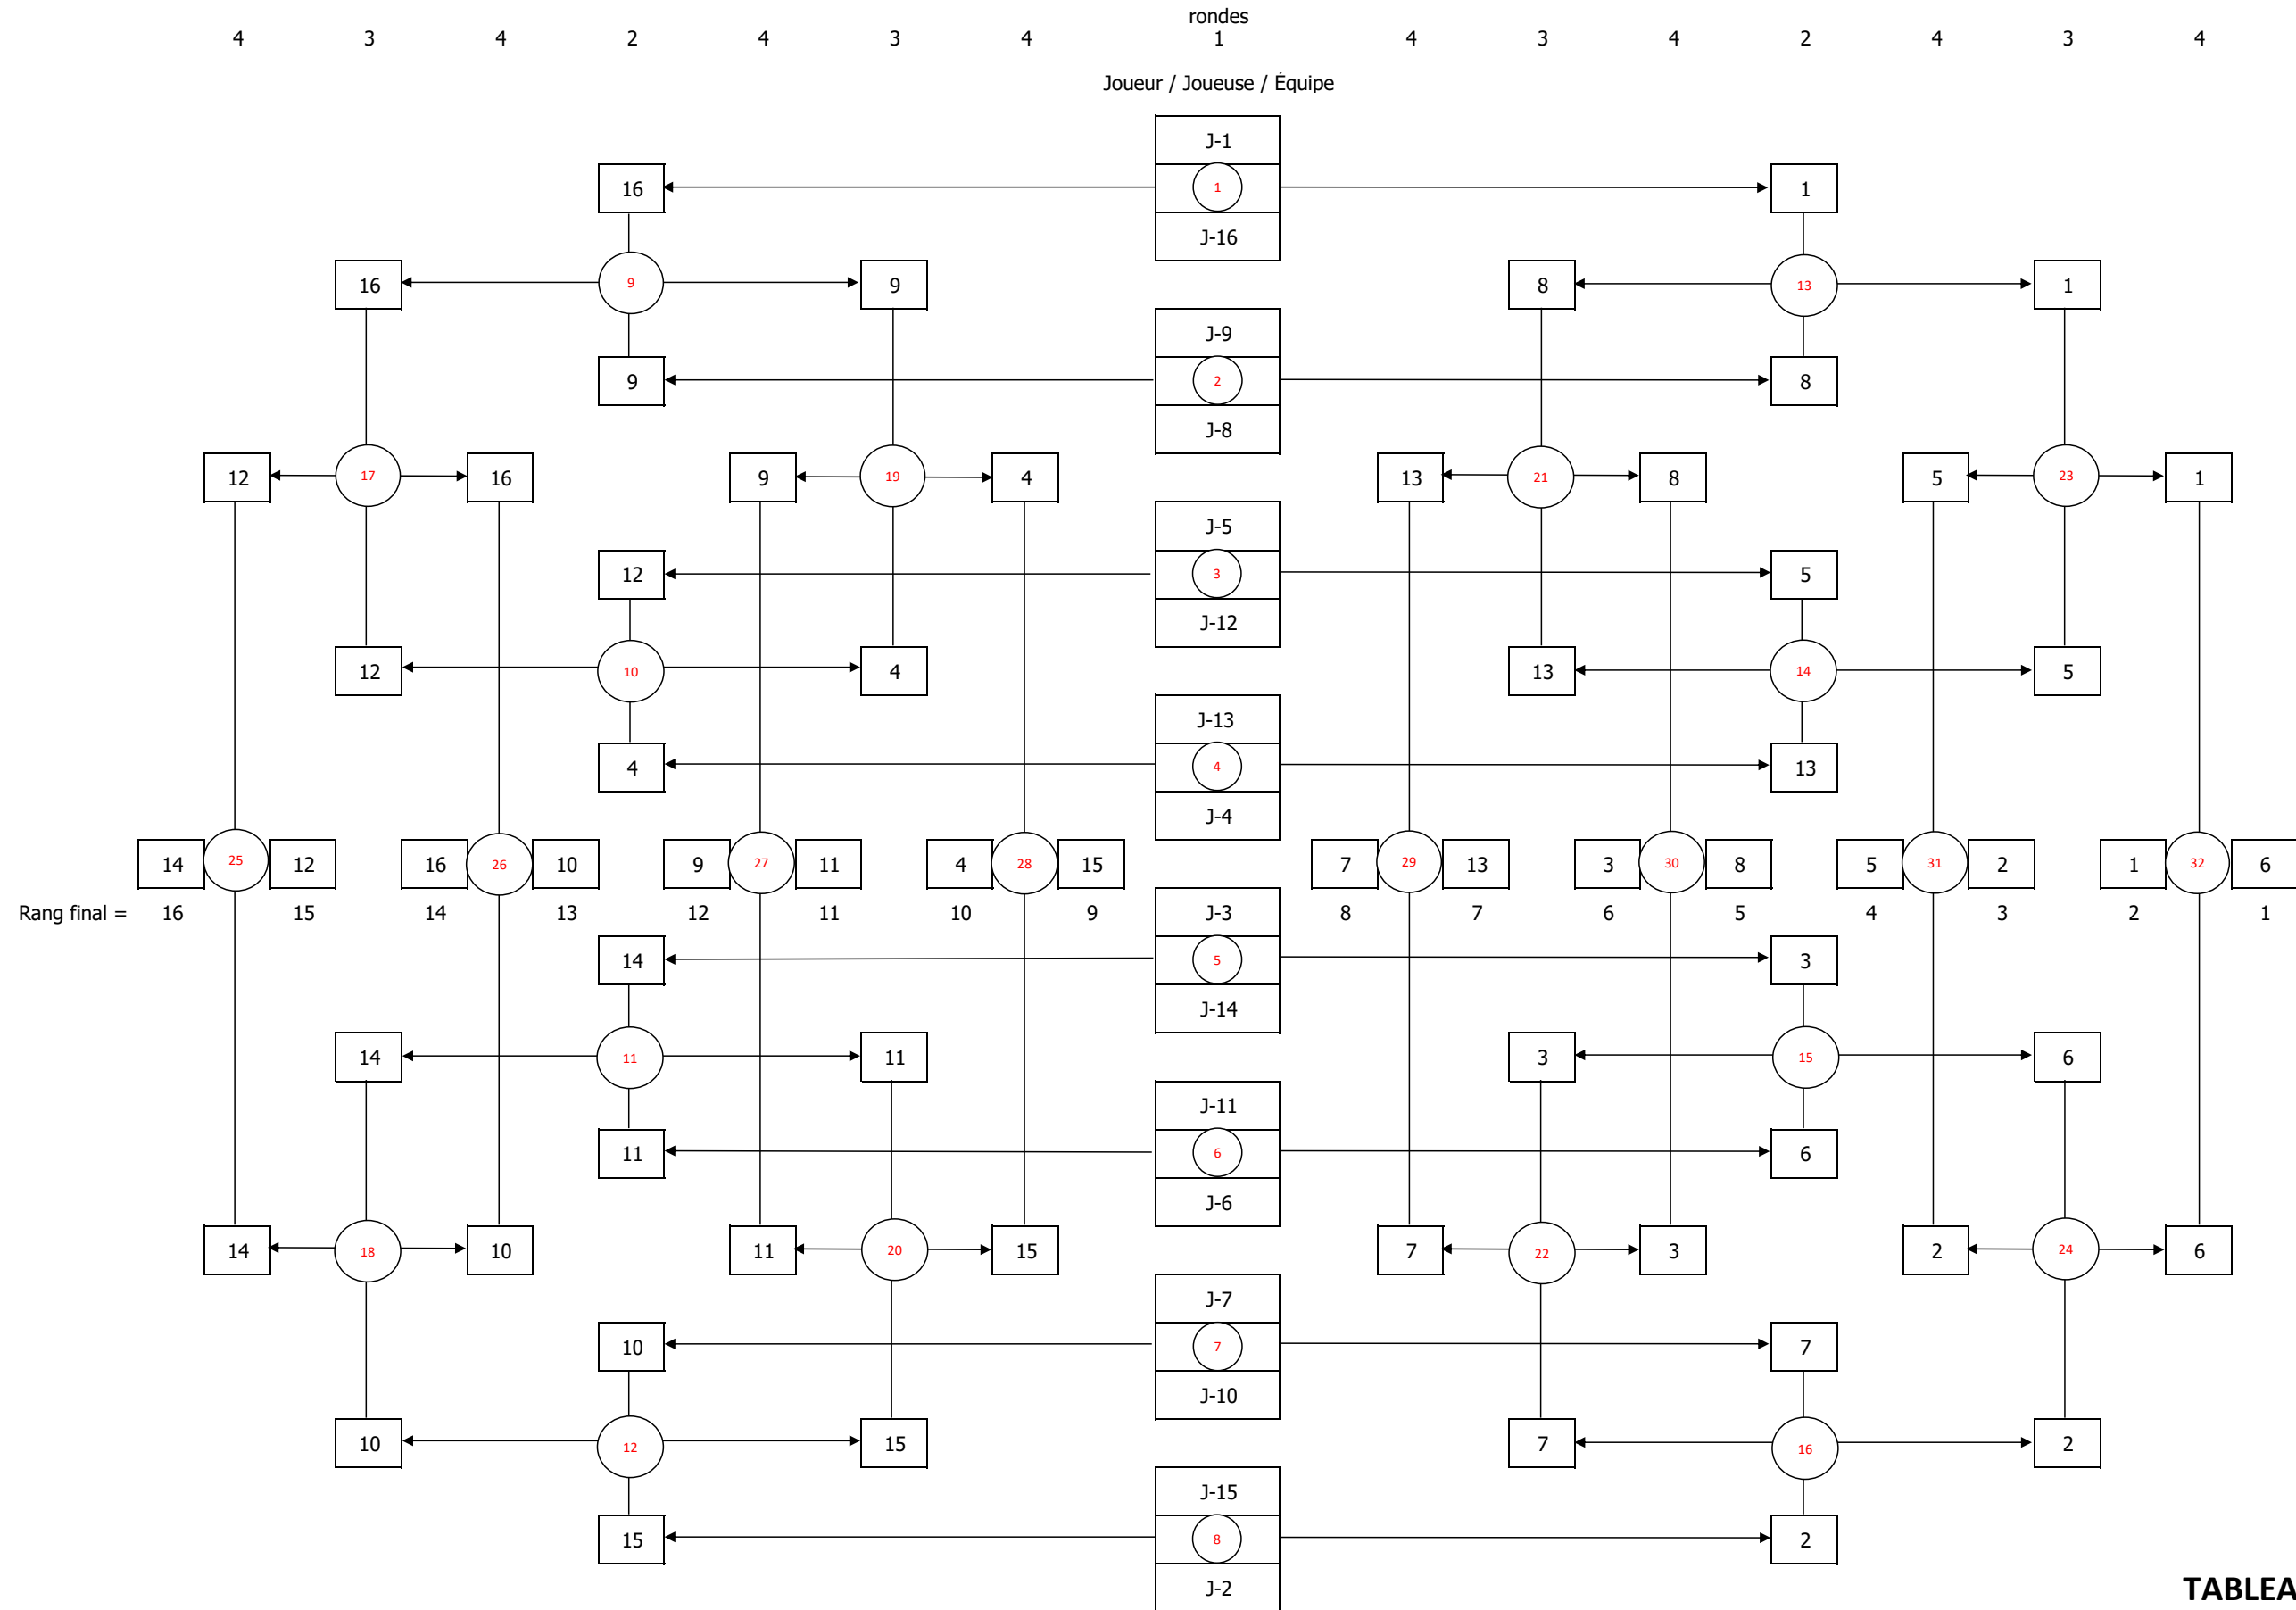 rondes
4 3 4 2 4 3 4 1 4 3 4 2 4 3 4
Joueur / Joueuse / Équipe
J-1
16 1 1
J-16
16 9 9 8 13 1
J-9
9 2 8
J-8
12 17 16 9 19 4 13 21 8 5 23 1
J-5
12 3 5
J-12
12 10 4 13 14 5
J-13
4 4 13
J-4
14 25 12 16 26 10 9 27 11 4 28 15 7 29 13 3 30 8 5 31 2 1 32 6
Rang final = 16 15 14 13 12 11 10 9 J-3 8 7 6 5 4 3 2 1
14 5 3
J-14
14 11 11 3 15 6
J-11
11 6 6
J-6
14 18 10 11 20 15 7 22 3 2 24 6
J-7
10 7 7
J-10
10 12 15 7 16 2
J-15
15 8 2
J-2
TABLEA